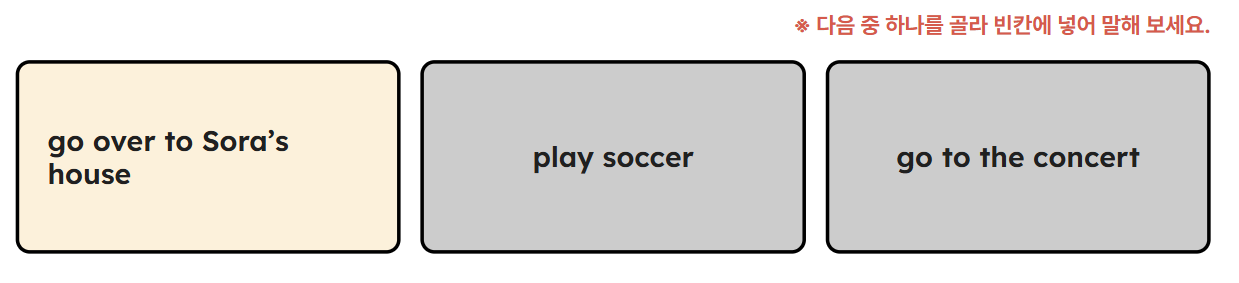 ※ 다음 중 하나를 골라 빈칸에 넣어 말해 보세요.
go over to Sora’s
house
play soccer
go to the concert